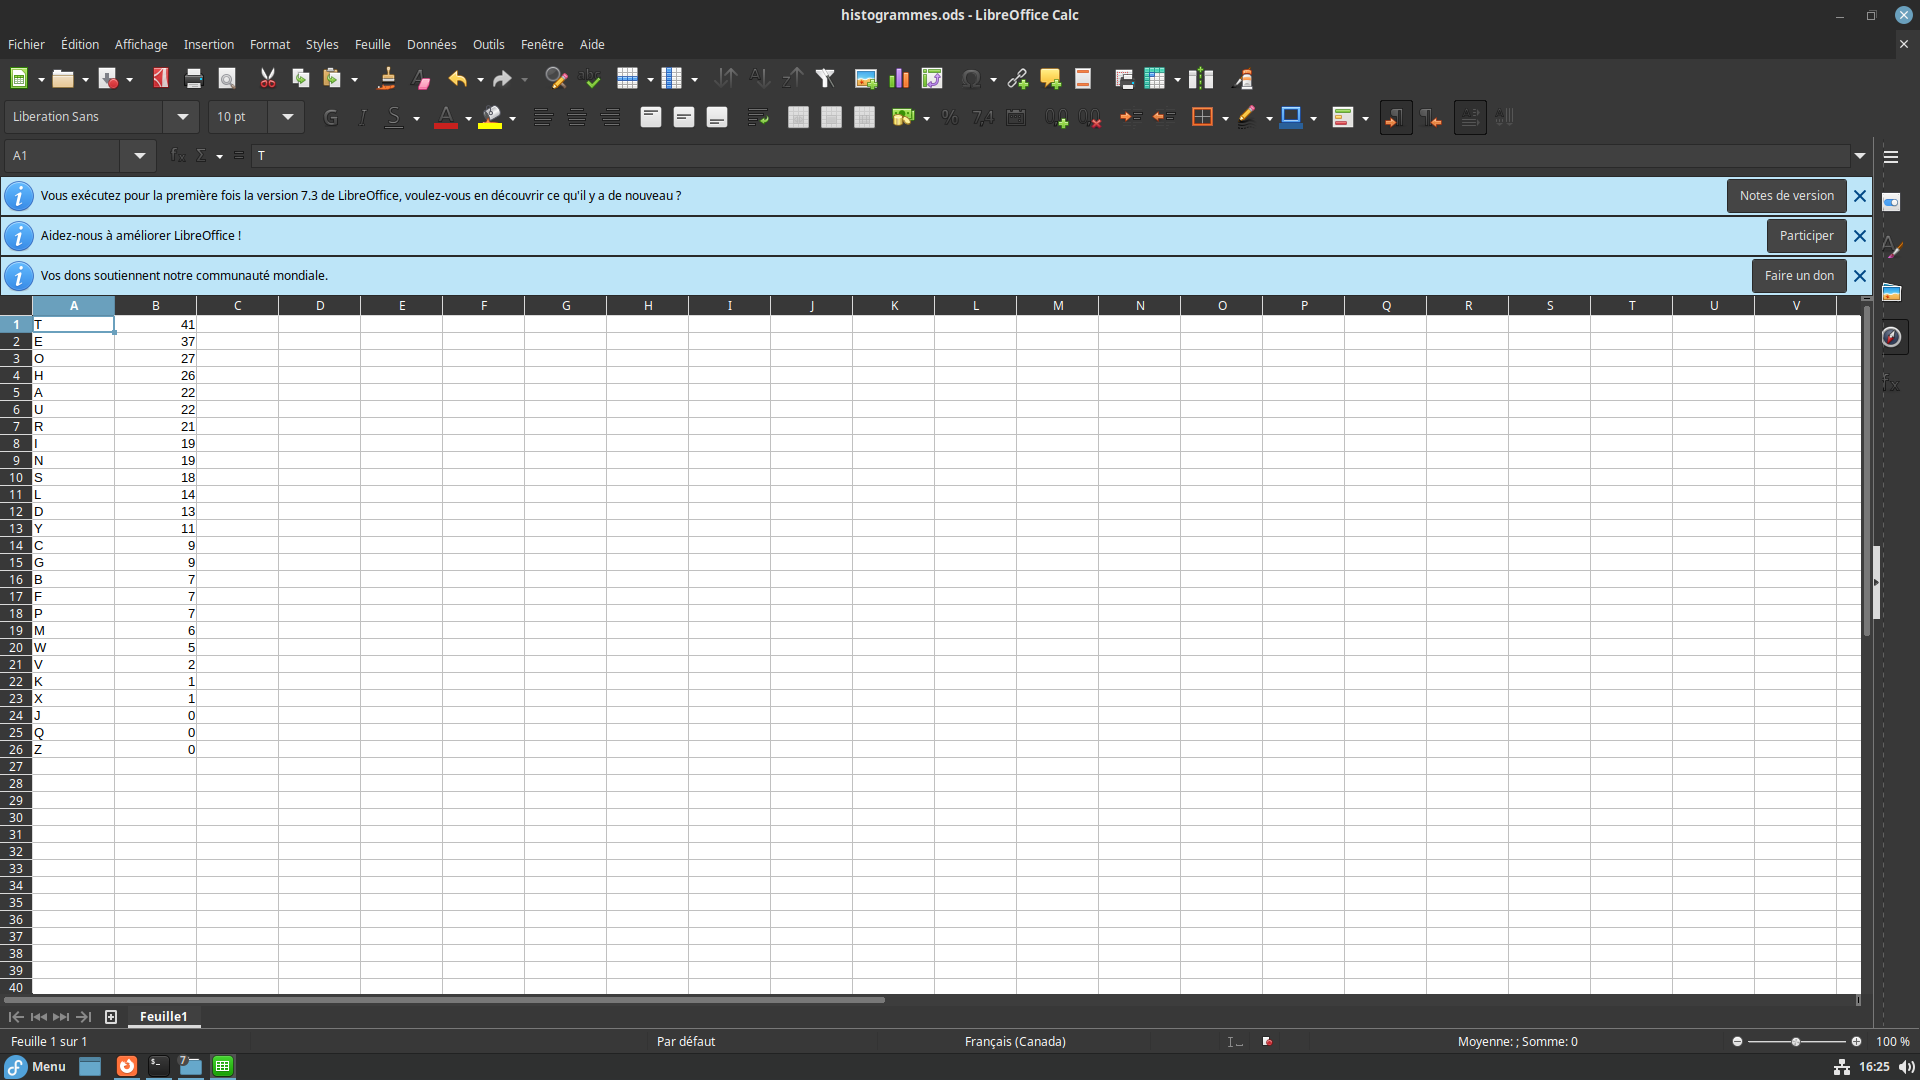 histogrammes.ods - LibreOffice Calc
Fichier Édition Affichage Insertion Format Styles Feuille Données Outils Fenêtre Aide
Liberation Sans 10 pt
A1 T
Vous exécutez pour la première fois la version 7.3 de LibreOffice, voulez-vous en découvrir ce qu'il y a de nouveau ? Notes de version
Aidez-nous à améliorer LibreOffice ! Participer
Vos dons soutiennent notre communauté mondiale. Faire un don
A B C D E F G H I J K L M N O P Q R S T U V
1 T 41
2 E 37
3 O 27
4 H 26
5 A 22
6 U 22
7 R 21
8 I 19
9 N 19
10 S 18
11 L 14
12 D 13
13 Y 11
14 C 9
15 G 9
16 B 7
17 F 7
18 P 7
19 M 6
20 W 5
21 V 2
22 K 1
23 X 1
24 J 0
25 Q 0
26 Z 0
27
28
29
30
31
32
33
34
35
36
37
38
39
40
Feuille1
Feuille 1 sur 1 Par défaut Français (Canada) Moyenne: ; Somme: 0 100 %
Menu 7 16:25